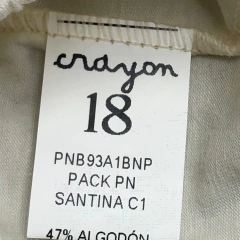 crayon
18
PNB93A1BNP
PACK PN
SANTINA C1
47% ALGODÓN